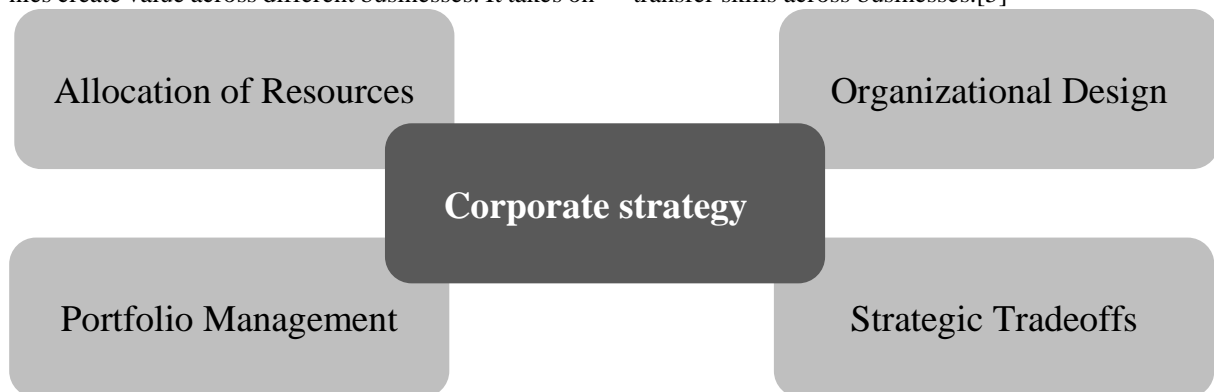 create value across different businesses. It takes on
transfer skills across businesses.[3]
Allocation of Resources
Organizational Design
Corporate strategy
Portfolio Management
Strategic Tradeoffs